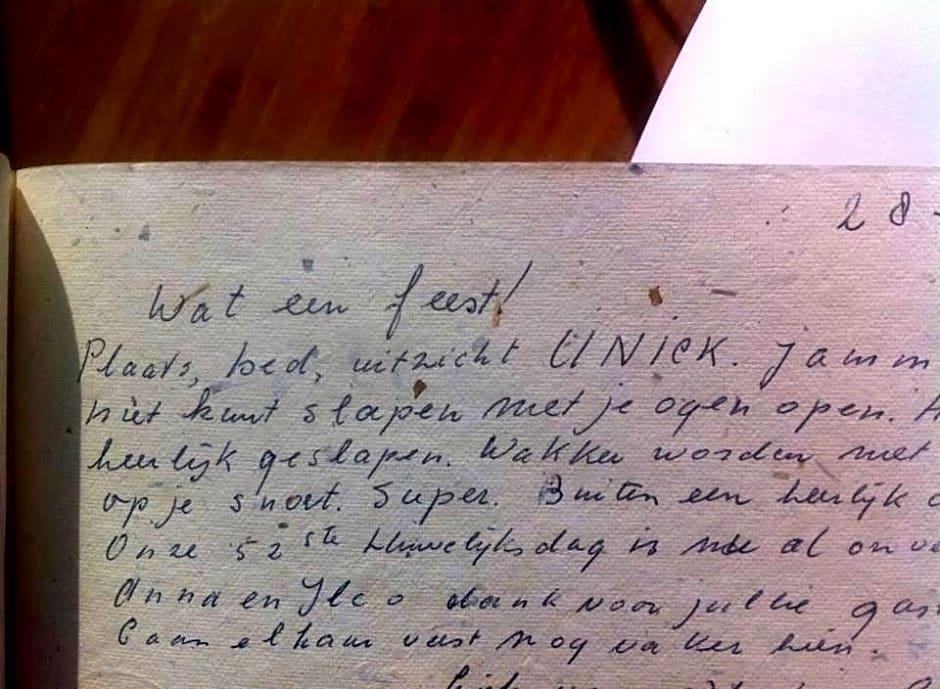 28-
Wat een feest!
Plaats, bed, uitzicht UNICK. Jamm
niet kunt slapen met je ogen open. H
heerlijk geslapen. Wakker worden met
op je snoet. Super. Buiten een heerlijk
Onze 52ste huwelijksdag is nu al onve
Anna en Ilco dank voor jullie gas
Gaan elkaar vast nog vaker zien.